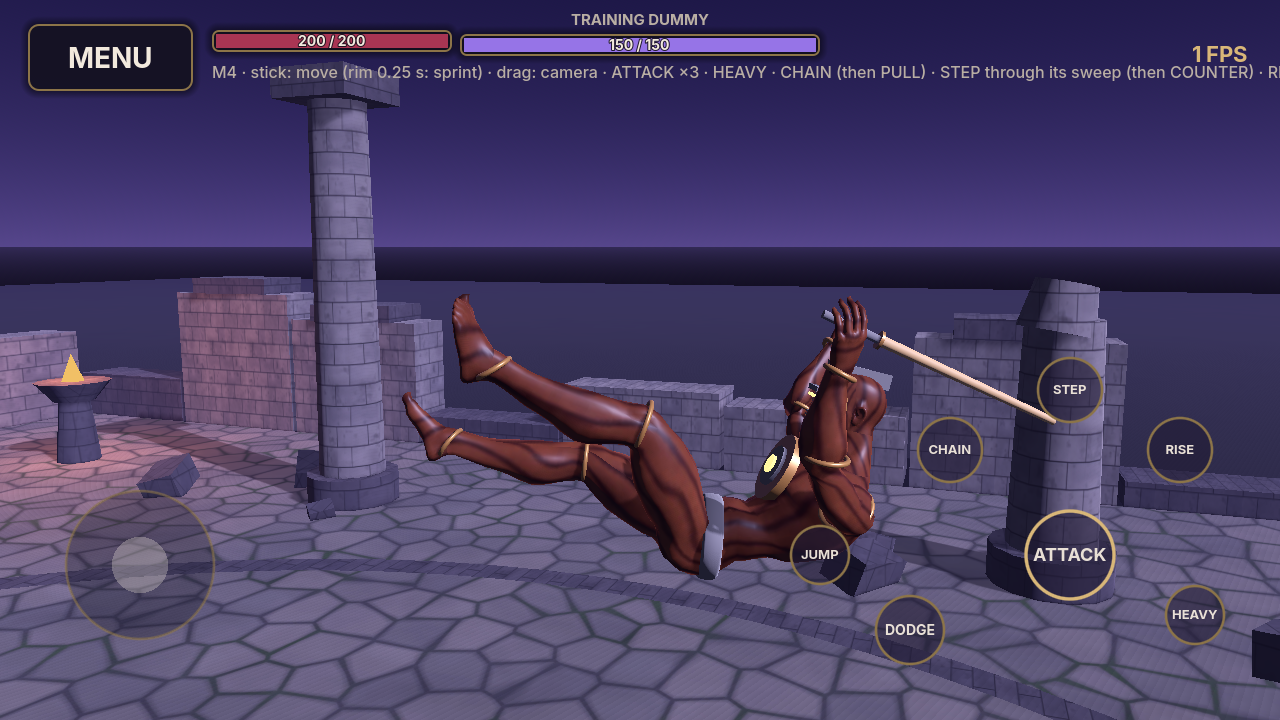 TRAINING DUMMY
MENU
200 / 200
150 / 150
1 FPS
M4 · stick: move (rim 0.25 s: sprint) · drag: camera · ATTACK ×3 · HEAVY · CHAIN (then PULL) · STEP through its sweep (then COUNTER) ·
STEP
CHAIN
RISE
JUMP
ATTACK
HEAVY
DODGE